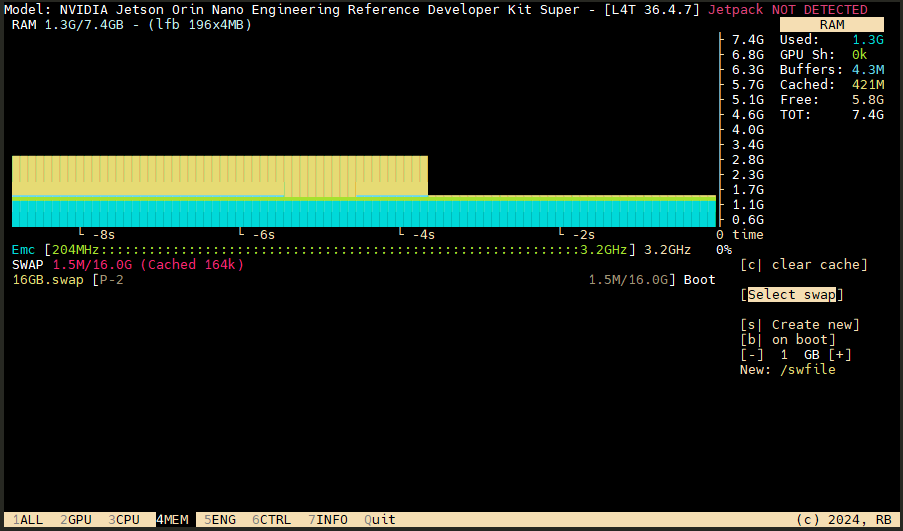 Model: NVIDIA Jetson Orin Nano Engineering Reference Developer Kit Super - [L4T 36.4.7] Jetpack NOT DETECTED
RAM 1.3G/7.4GB - (lfb 196x4MB)
RAM
7.4G Used: 1.3G
6.8G GPU Sh: 0k
6.3G Buffers: 4.3M
5.7G Cached: 421M
5.1G Free: 5.8G
4.6G TOT: 7.4G
4.0G
3.4G
2.8G
2.3G
1.7G
1.1G
0.6G
-8s -6s -4s -2s 0 time
Emc [204MHz::::::::::::::::::::::::::::::::::::::::::::::::::::::::::::3.2GHz] 3.2GHz 0%
SWAP 1.5M/16.0G (Cached 164k)
[c| clear cache]
16GB.swap [P-2 1.5M/16.0G] Boot
[Select swap]
[s| Create new]
[b| on boot]
[-] 1 GB [+]
New: /swfile
1ALL 2GPU 3CPU 4MEM 5ENG 6CTRL 7INFO Quit (c) 2024, RB